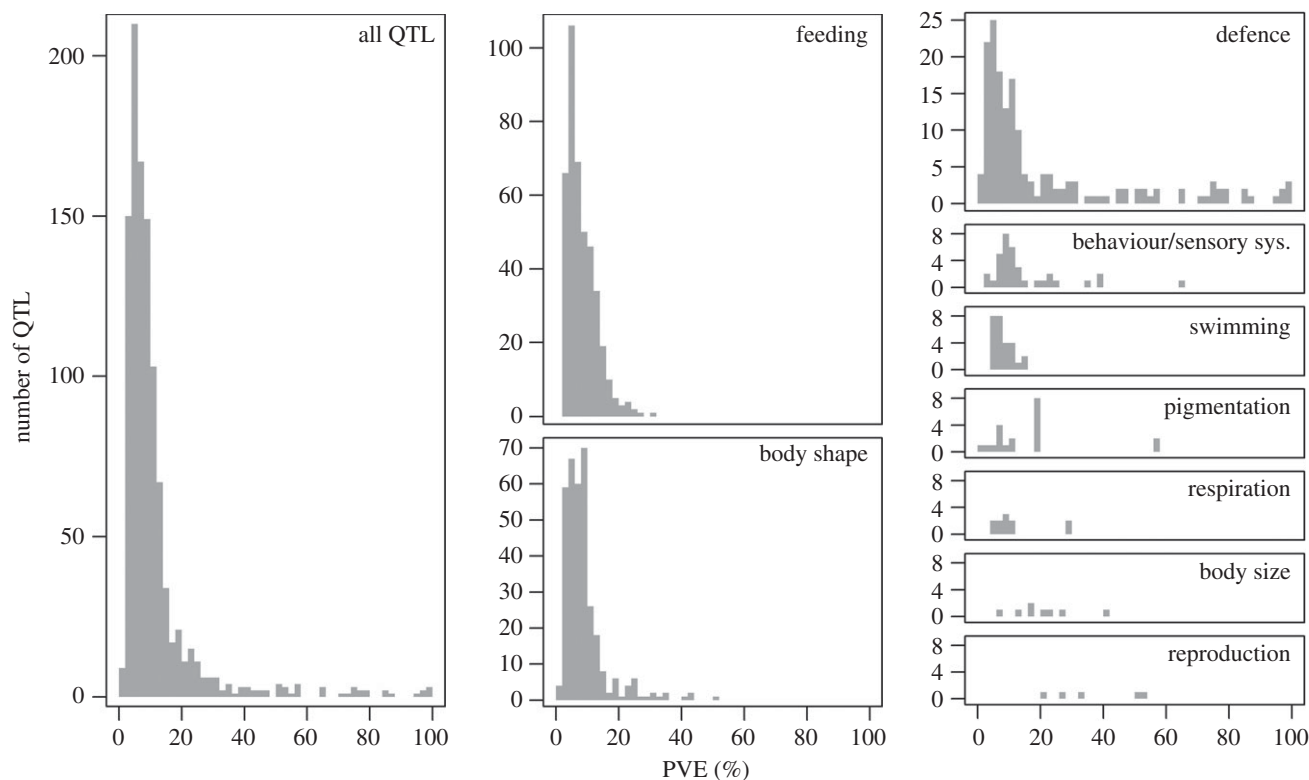 number of QTL
all QTL
200
150
100
50
0
0 20 40 60 80 100
feeding
100
80
60
40
20
0
body shape
70
60
50
40
30
20
10
0
0 20 40 60 80 100
PVE (%)
defence
25
20
15
10
5
0
behaviour/sensory sys.
8
4
0
swimming
8
4
0
pigmentation
8
4
0
respiration
8
4
0
body size
8
4
0
reproduction
8
4
0
0 20 40 60 80 100